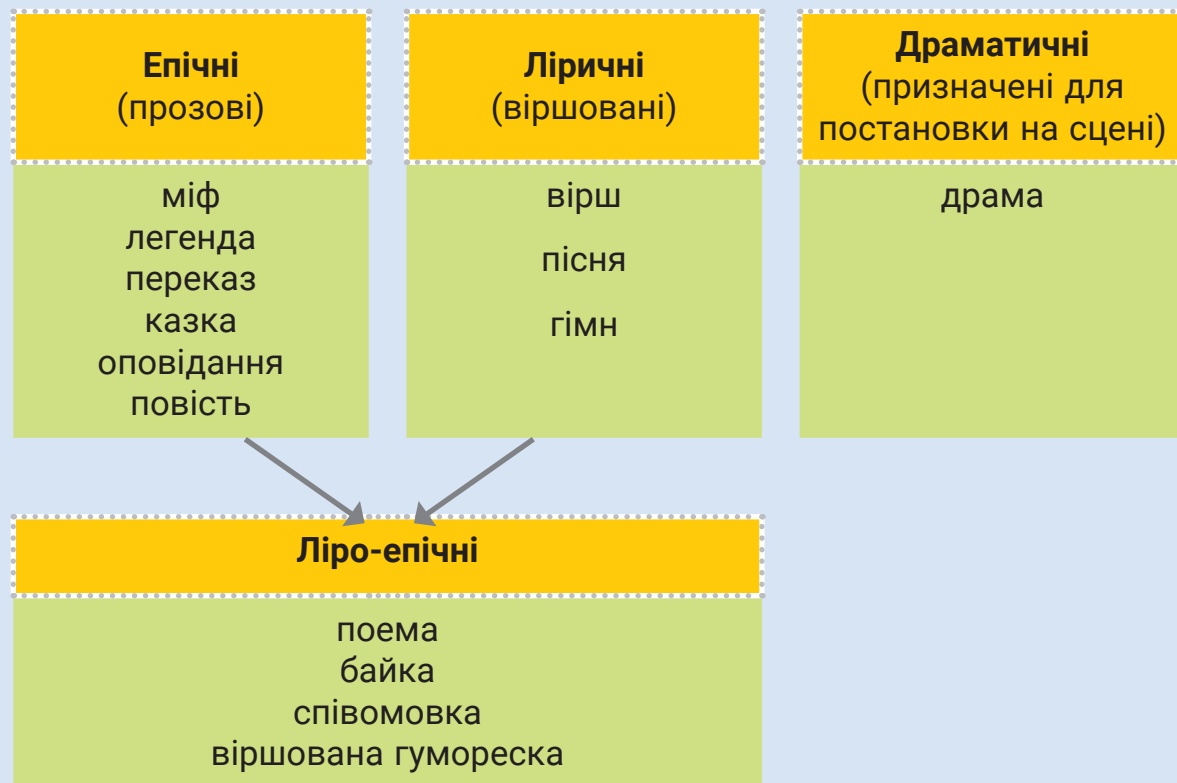 Епічні
(прозові)
міф
легенда
переказ
казка
оповідання
повість
Ліричні
(віршовані)
вірш
пісня
гімн
Драматичні
(призначені для
постановки на сцені)
драма
Ліро-епічні
поема
байка
співомовка
віршована гумореска